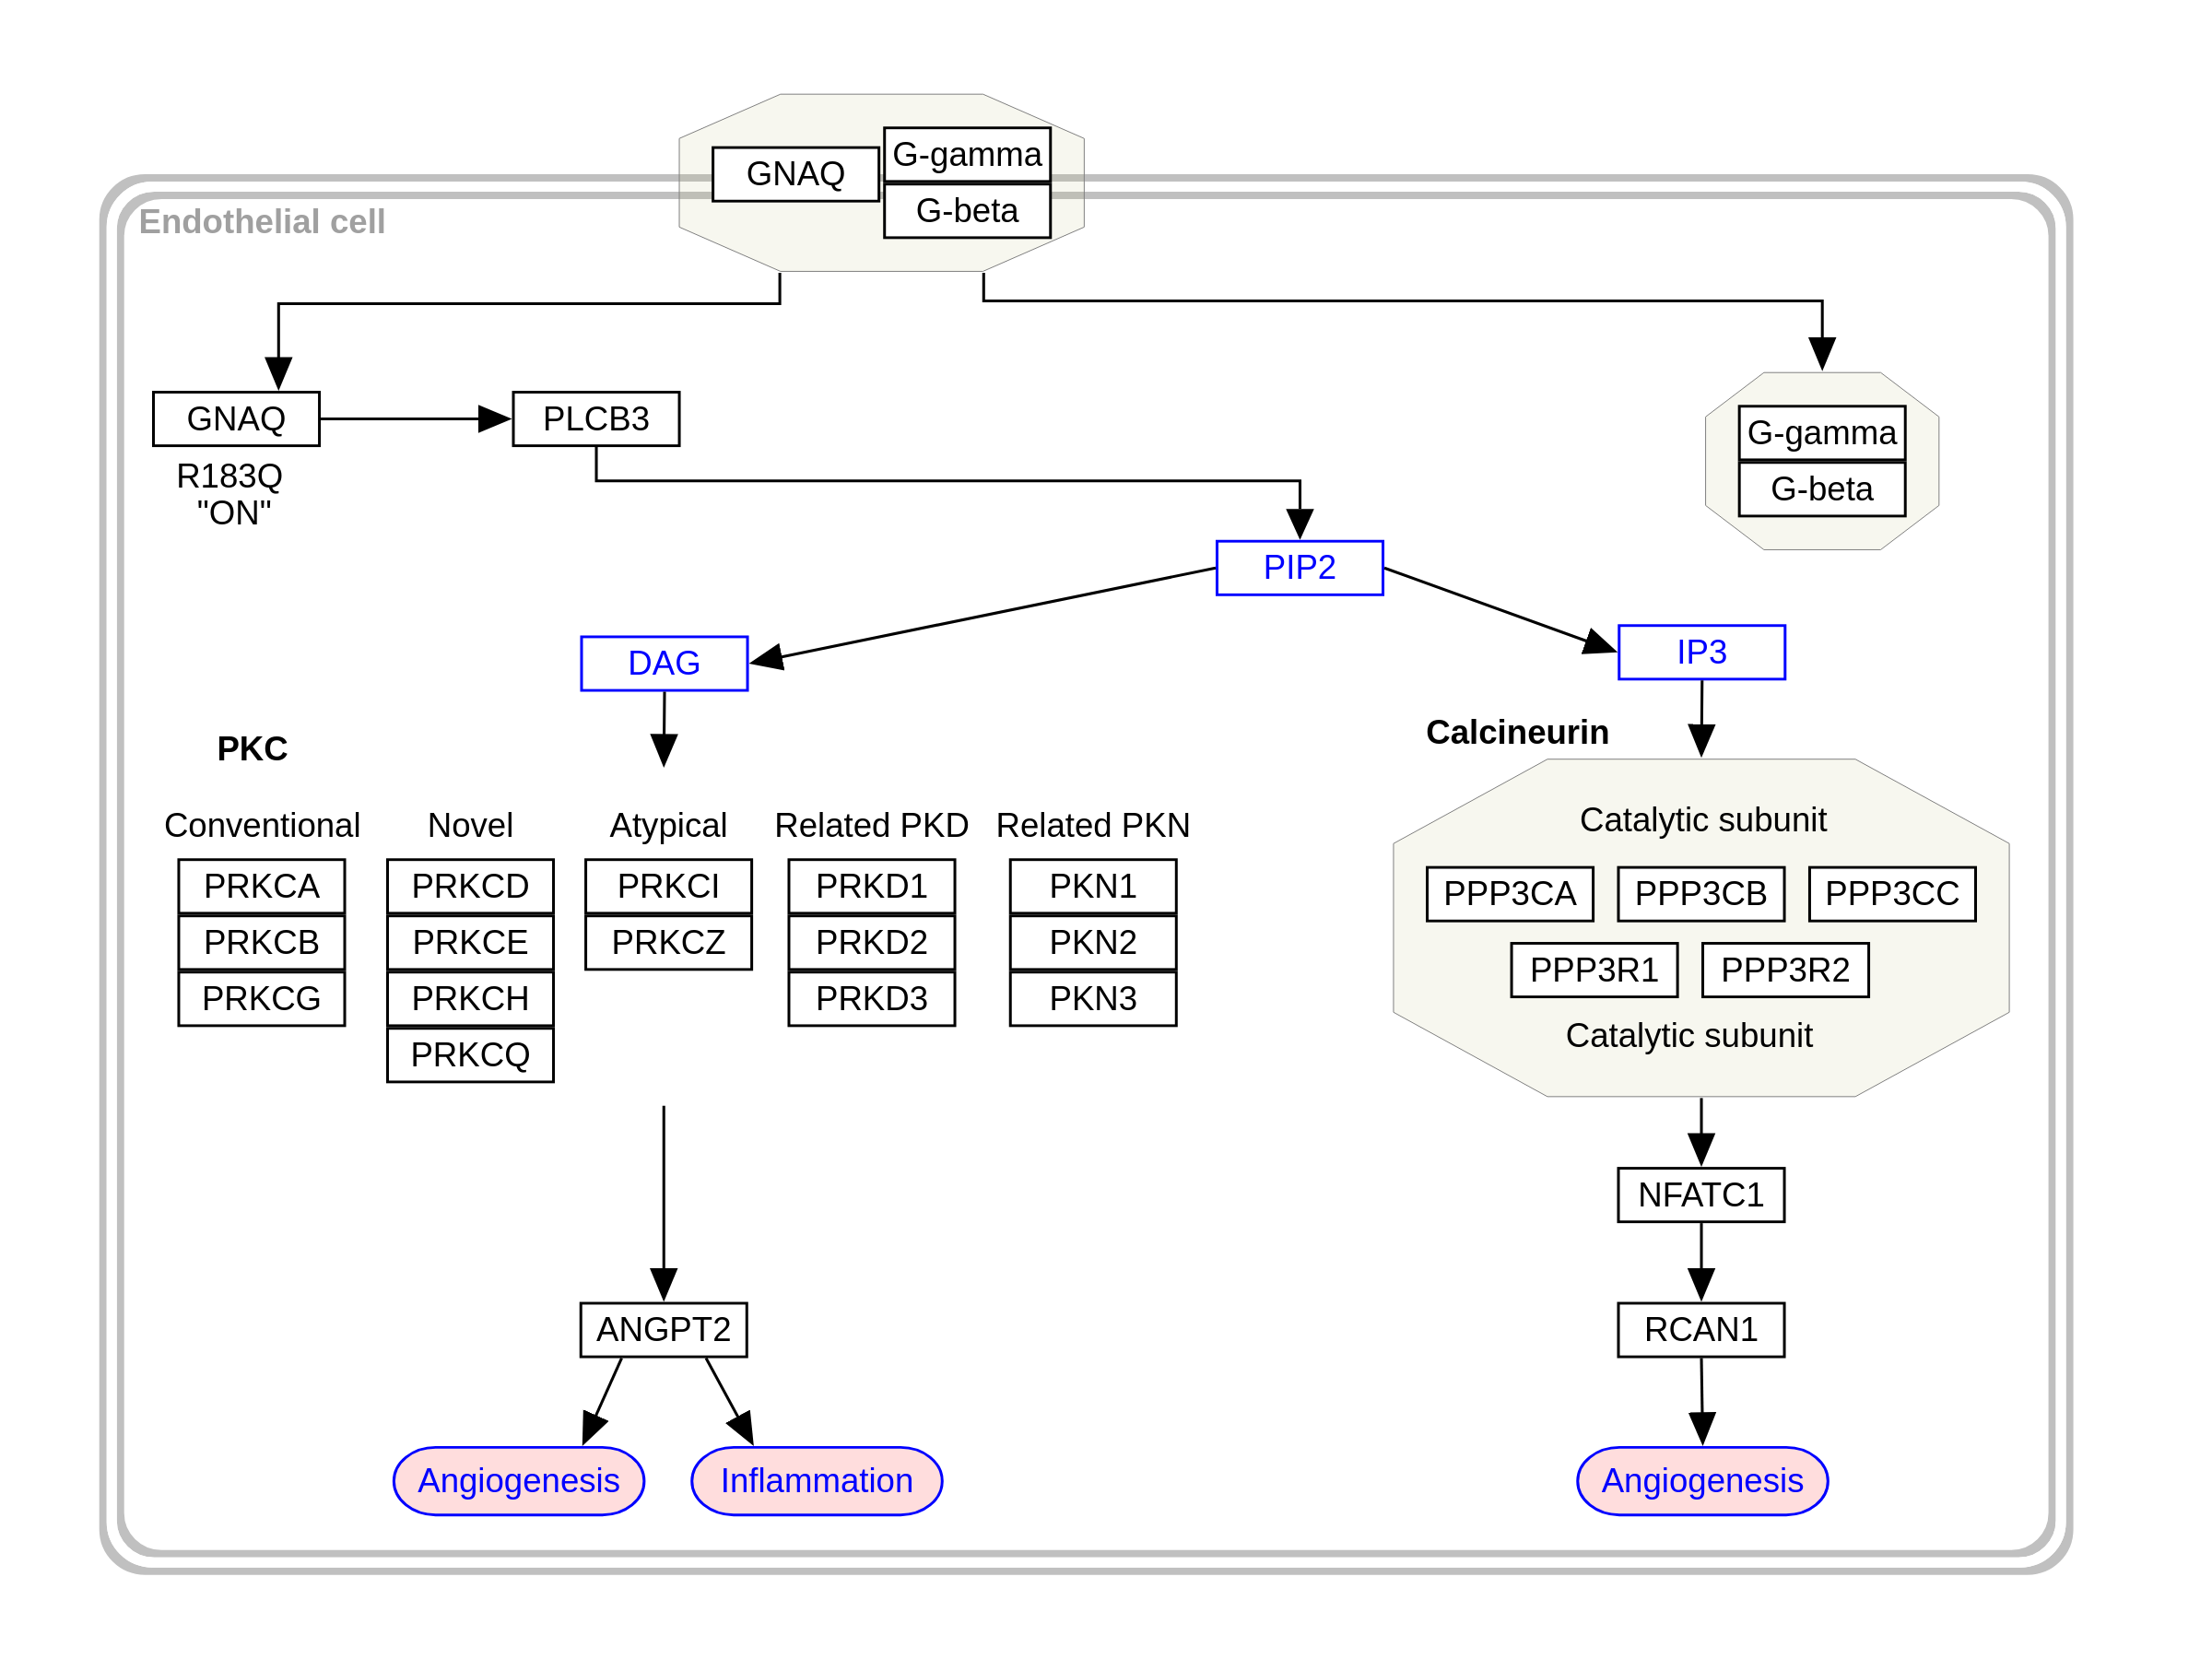 G-gamma
GNAQ
G-beta
Endothelial cell
GNAQ
PLCB3
R183Q
"ON"
G-gamma
G-beta
PIP2
DAG
IP3
PKC
Calcineurin
Conventional
Novel
Atypical
Related PKD
Related PKN
PRKCA
PRKCB
PRKCG
PRKCD
PRKCE
PRKCH
PRKCQ
PRKCI
PRKCZ
PRKD1
PRKD2
PRKD3
PKN1
PKN2
PKN3
Catalytic subunit
PPP3CA
PPP3CB
PPP3CC
PPP3R1
PPP3R2
Catalytic subunit
NFATC1
ANGPT2
RCAN1
Angiogenesis
Inflammation
Angiogenesis